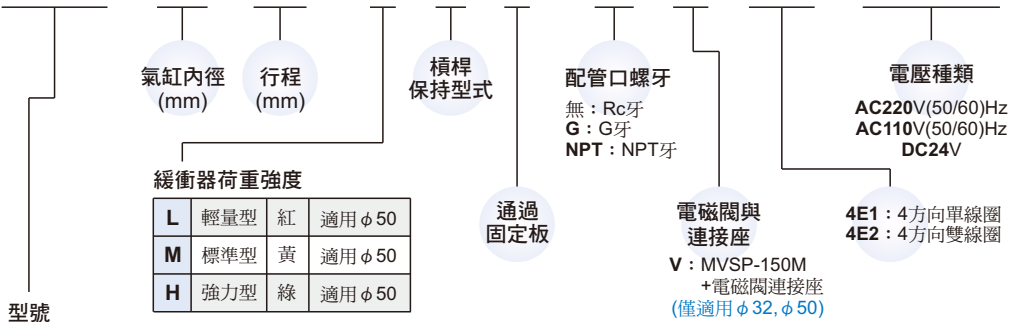 氣缸內徑
(mm)
行程
(mm)
槓桿
保持型式
配管口螺牙
無：Rc牙
G：G牙
NPT：NPT牙
電壓種類
AC220V(50/60)Hz
AC110V(50/60)Hz
DC24V
緩衝器荷重強度
L 輕量型 紅 適用ϕ50
M 標準型 黃 適用ϕ50
H 強力型 綠 適用ϕ50
通過
固定板
電磁閥與
連接座
V：MVSP-150M
+電磁閥連接座
(僅適用ϕ32,ϕ50)
4E1：4方向單線圈
4E2：4方向雙線圈
型號